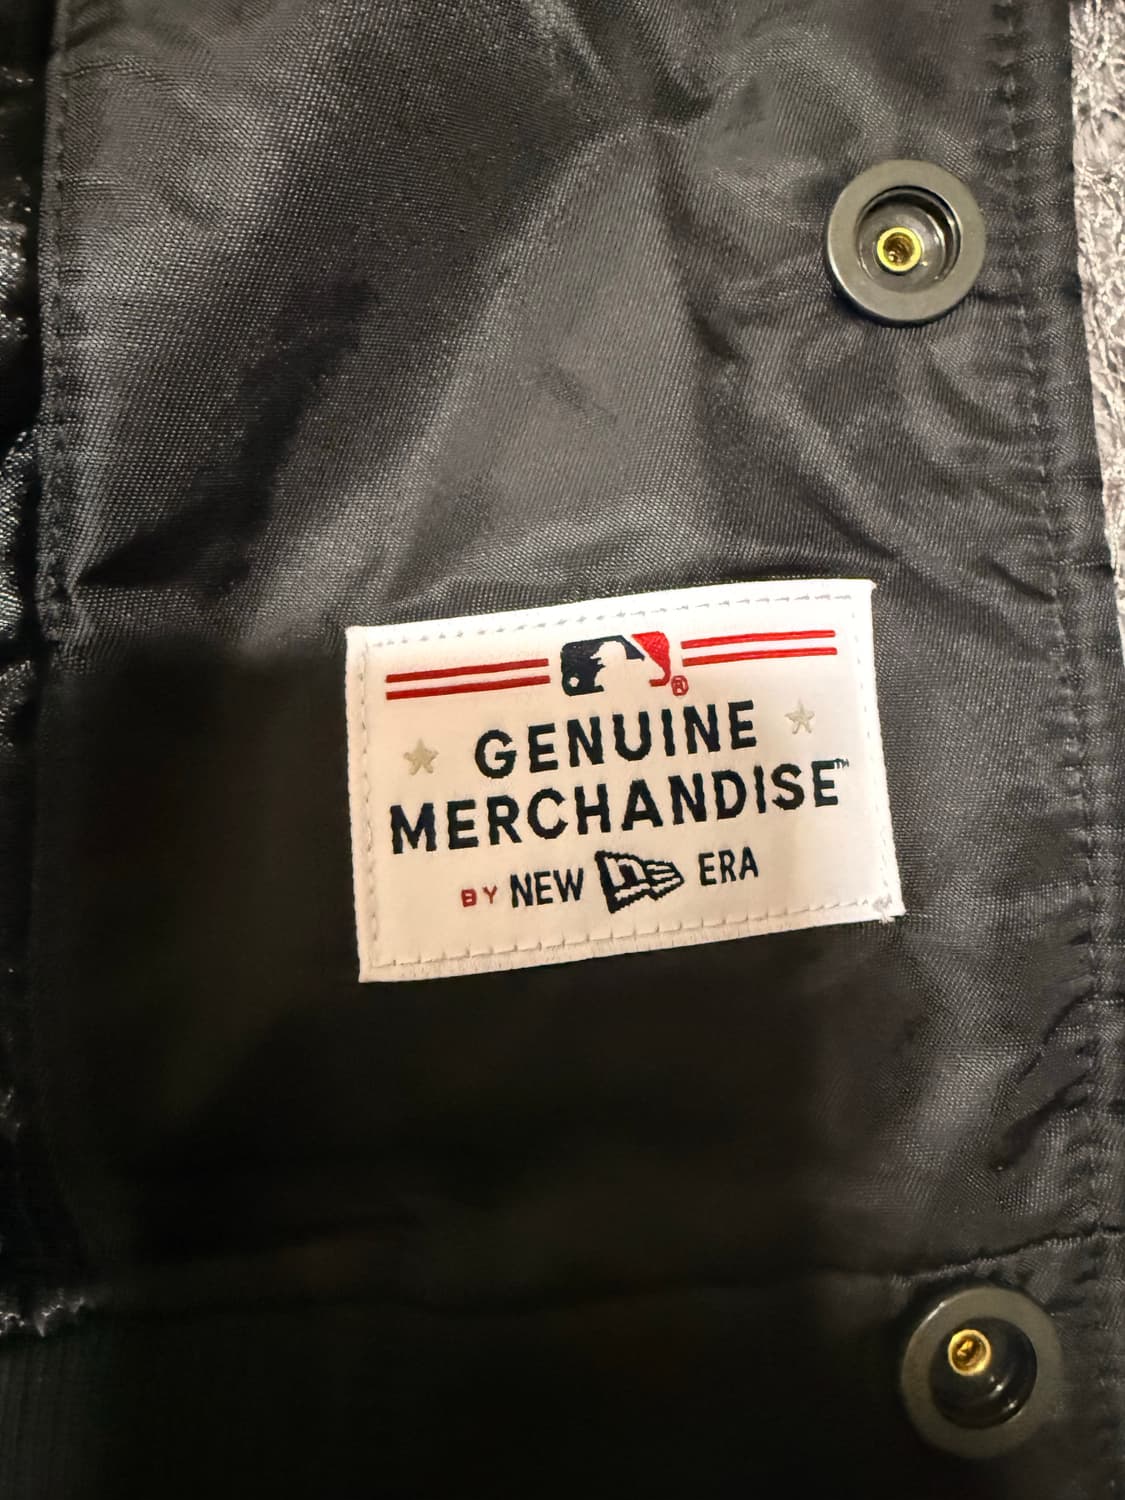 ®
GENUINE
MERCHANDISE™
BY NEW ERA